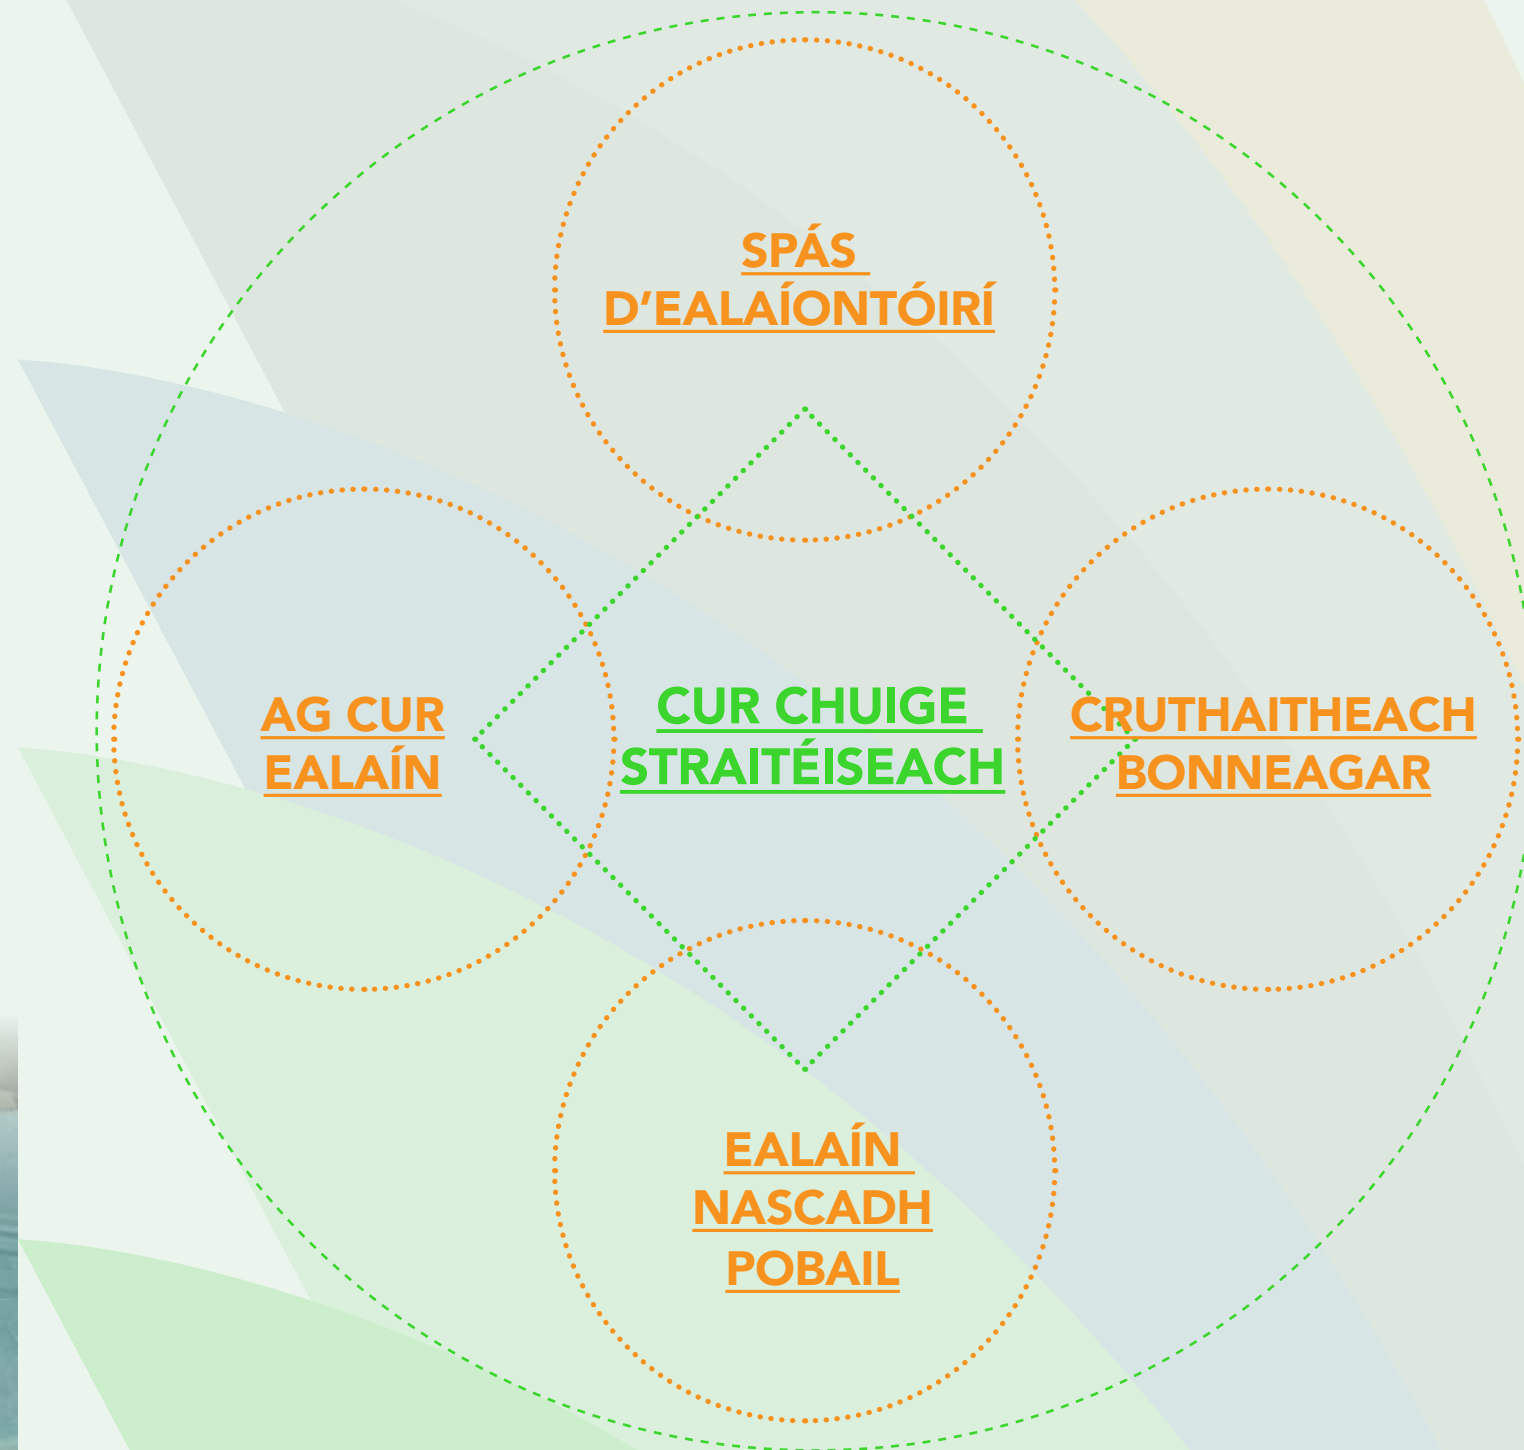 SPÁS
D’EALAÍONTÓIRÍ
AG CUR
EALAÍN
CUR CHUIGE
STRAITÉISEACH
CRUTHAITHEACH
BONNEAGAR
EALAÍN
NASCADH
POBAIL